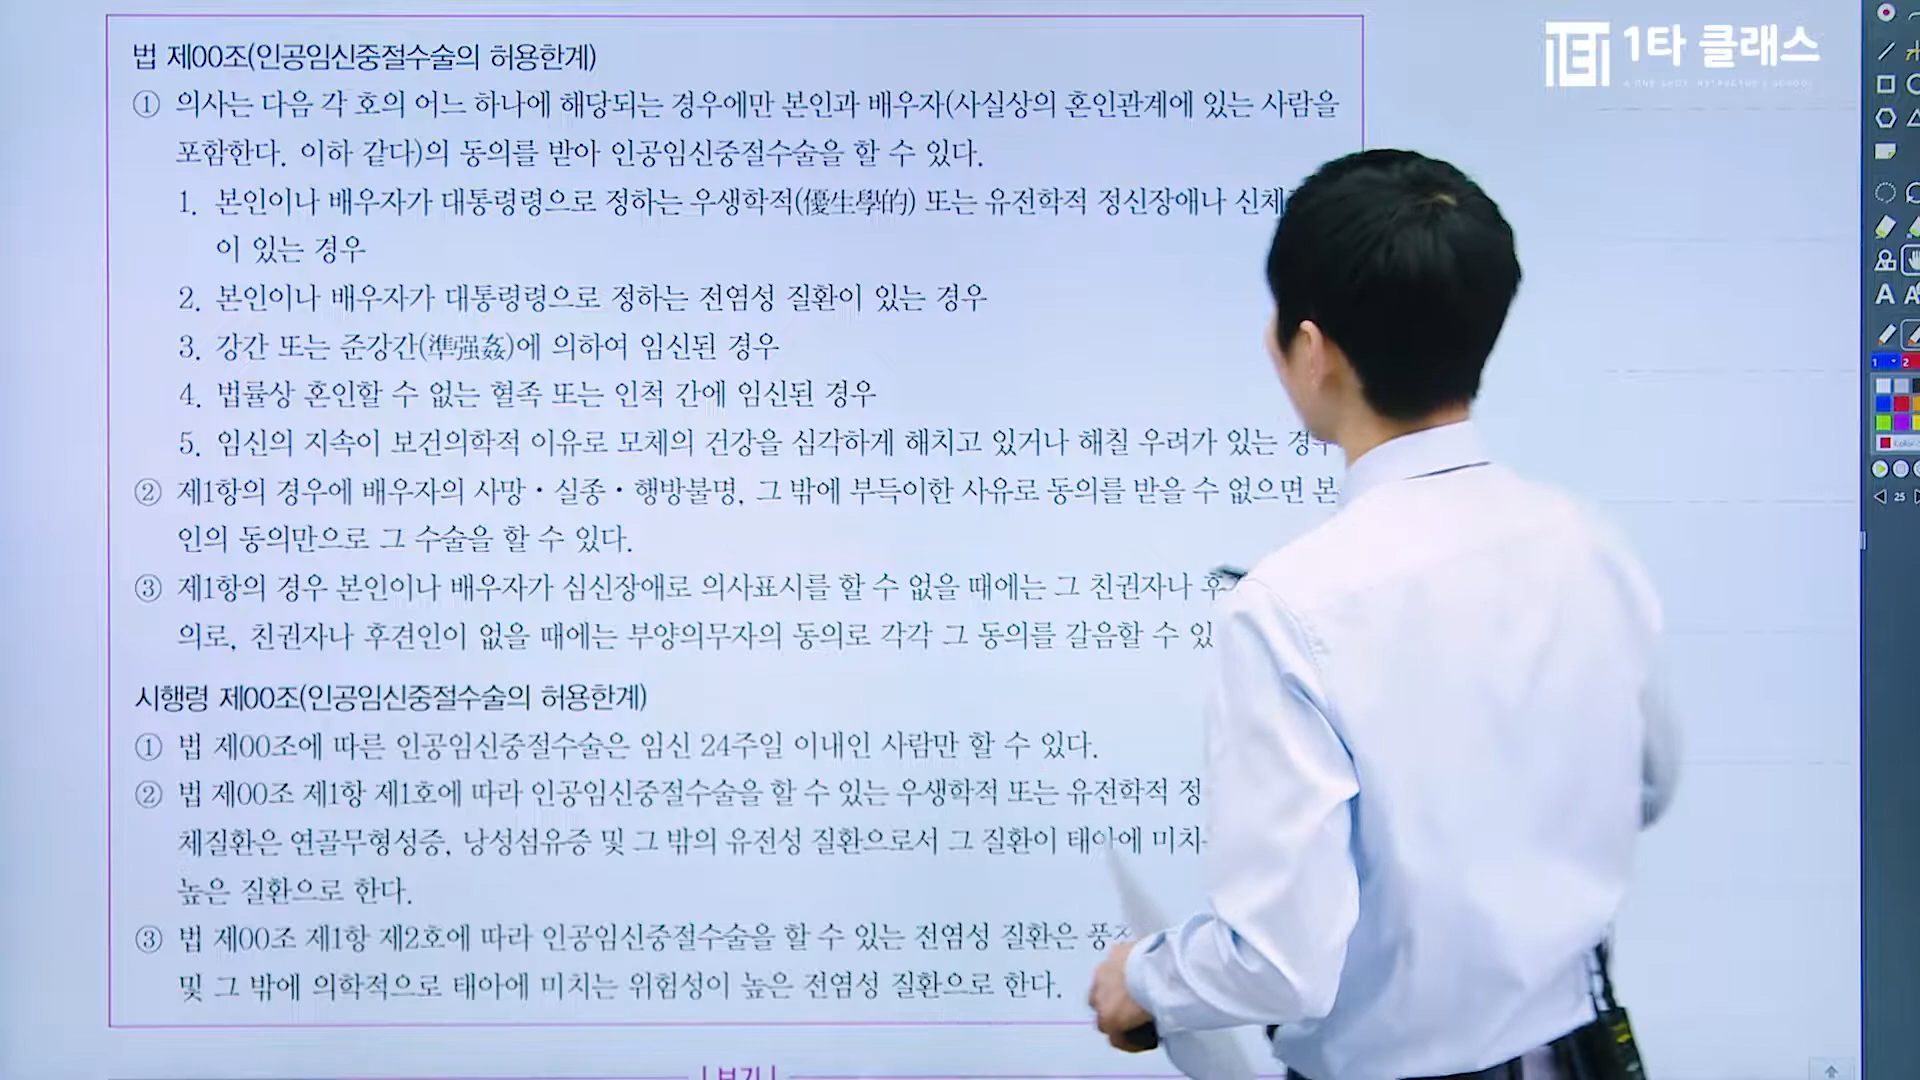 법 제00조(인공임신중절수술의 허용한계)
① 의사는 다음 각 호의 어느 하나에 해당되는 경우에만 본인과 배우자(사실상의 혼인관계에 있는 사람을
포함한다. 이하 같다)의 동의를 받아 인공임신중절수술을 할 수 있다.
1. 본인이나 배우자가 대통령령으로 정하는 우생학적(優生學的) 또는 유전학적 정신장애나 신체
이 있는 경우
2. 본인이나 배우자가 대통령령으로 정하는 전염성 질환이 있는 경우
3. 강간 또는 준강간(準强姦)에 의하여 임신된 경우
4. 법률상 혼인할 수 없는 혈족 또는 인척 간에 임신된 경우
5. 임신의 지속이 보건의학적 이유로 모체의 건강을 심각하게 해치고 있거나 해칠 우려가 있는 경우
② 제1항의 경우에 배우자의 사망·실종·행방불명, 그 밖에 부득이한 사유로 동의를 받을 수 없으면 본
인의 동의만으로 그 수술을 할 수 있다.
③ 제1항의 경우 본인이나 배우자가 심신장애로 의사표시를 할 수 없을 때에는 그 친권자나
의로, 친권자나 후견인이 없을 때에는 부양의무자의 동의로 각각 그 동의를 갈음할 수 있
시행령 제00조(인공임신중절수술의 허용한계)
① 법 제00조에 따른 인공임신중절수술은 임신 24주일 이내인 사람만 할 수 있다.
② 법 제00조 제1항 제1호에 따라 인공임신중절수술을 할 수 있는 우생학적 또는 유전학적 정
체질환은 연골무형성증, 낭성섬유증 및 그 밖의 유전성 질환으로서 그 질환이 태아에 미치
높은 질환으로 한다.
③ 법 제00조 제1항 제2호에 따라 인공임신중절수술을 할 수 있는 전염성 질환은
및 그 밖에 의학적으로 태아에 미치는 위험성이 높은 전염성 질환으로 한다.
보기
1타 클래스
25